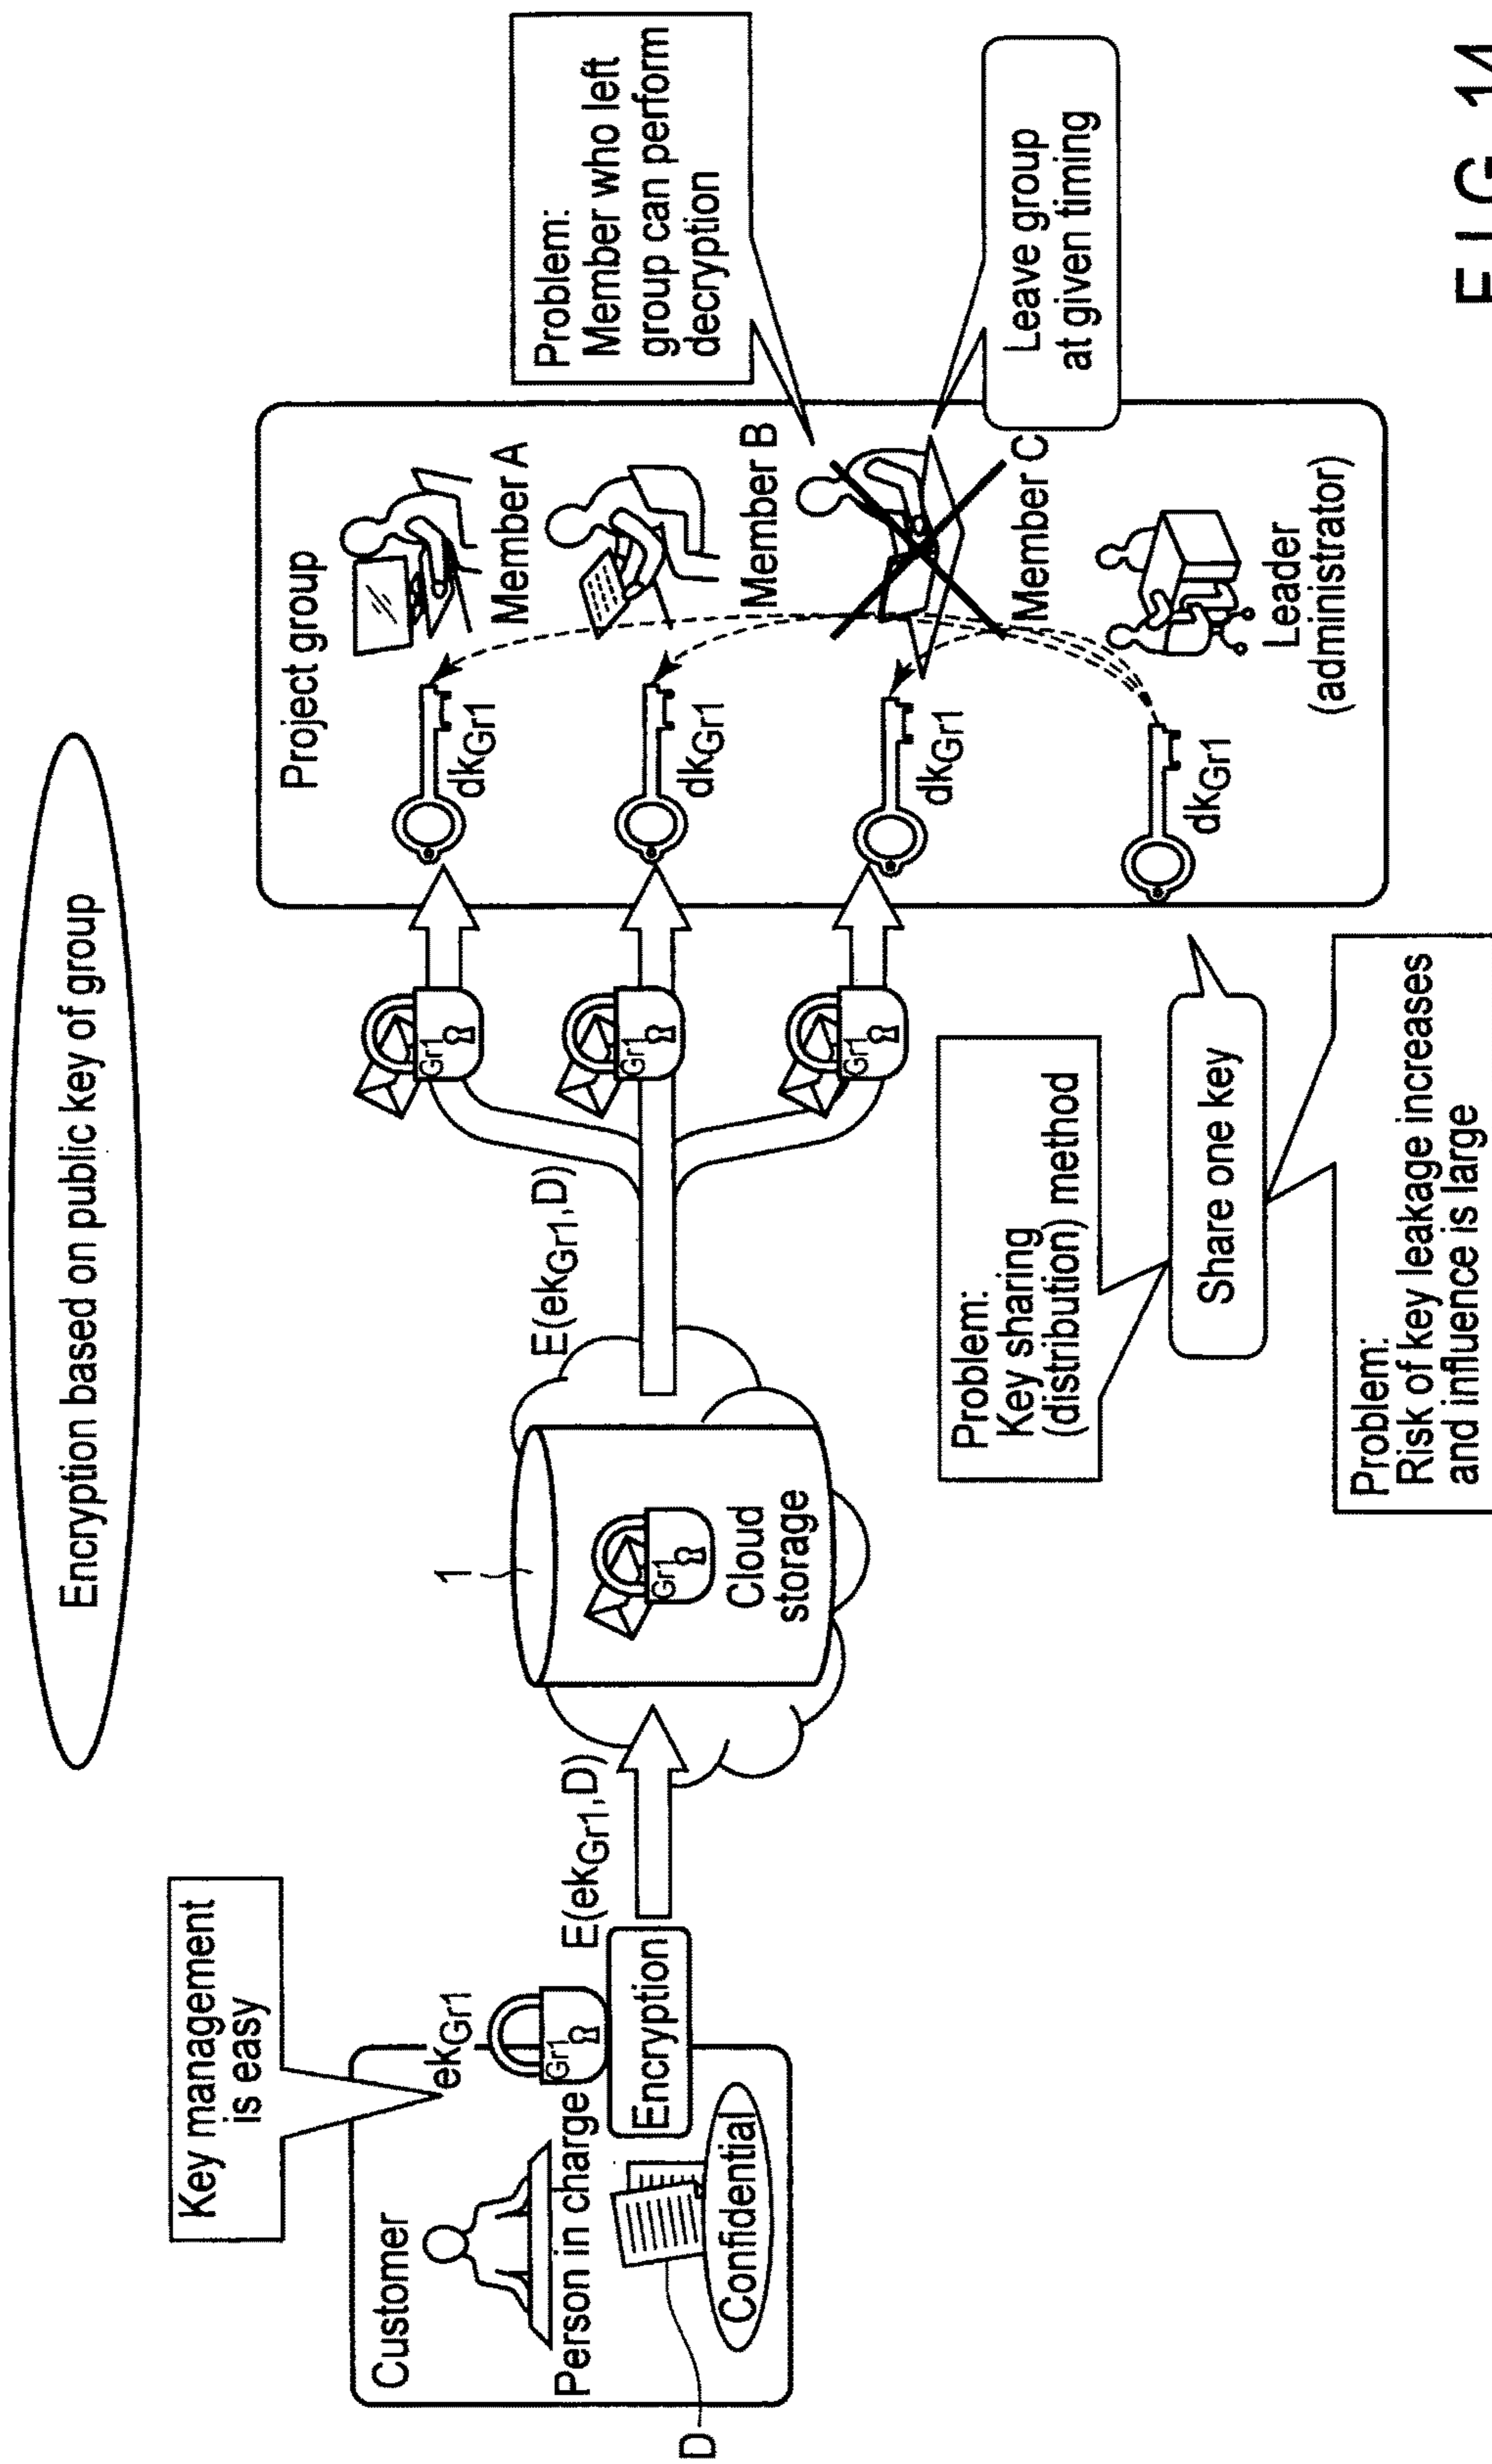 Encryption based on public key of group
Key management
is easy
Customer
Person in charge
D
Confidential
ekGr1
Gr1
Encryption
E(ekGr1,D)
1
Gr1
Cloud
storage
E(ekGr1,D)
Gr1
Gr1
Gr1
Project group
dkGr1
Member A
dkGr1
Member B
dkGr1
Member C
dkGr1
Leader
(administrator)
Problem:
Member who left
group can perform
decryption
Leave group
at given timing
Problem:
Key sharing
(distribution) method
Share one key
Problem:
Risk of key leakage increases
and influence is large
FIG. 14